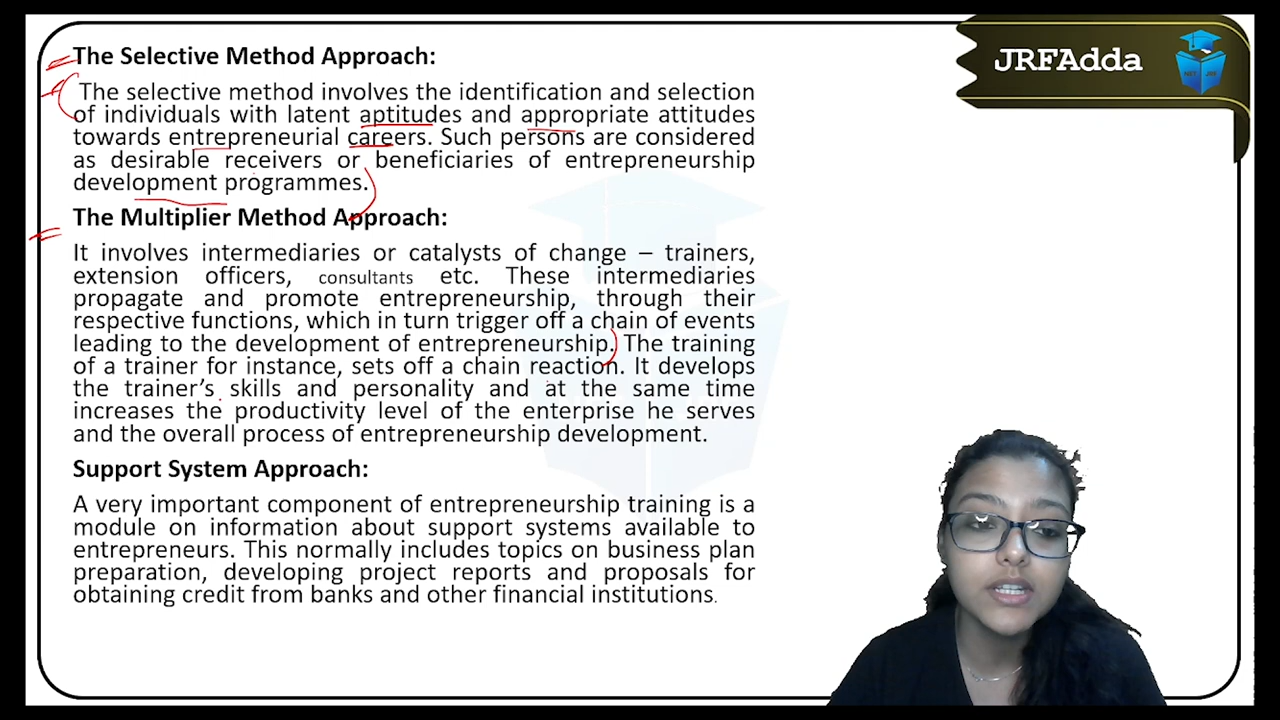 The Selective Method Approach:
The selective method involves the identification and selection
of individuals with latent aptitudes and appropriate attitudes
towards entrepreneurial careers. Such persons are considered
as desirable receivers or beneficiaries of entrepreneurship
development programmes.
The Multiplier Method Approach:
It involves intermediaries or catalysts of change – trainers,
extension officers, consultants etc. These intermediaries
propagate and promote entrepreneurship, through their
respective functions, which in turn trigger off a chain of events
leading to the development of entrepreneurship. The training
of a trainer for instance, sets off a chain reaction. It develops
the trainer’s skills and personality and at the same time
increases the productivity level of the enterprise he serves
and the overall process of entrepreneurship development.
Support System Approach:
A very important component of entrepreneurship training is a
module on information about support systems available to
entrepreneurs. This normally includes topics on business plan
preparation, developing project reports and proposals for
obtaining credit from banks and other financial institutions.
JRFAdda
NET JRF